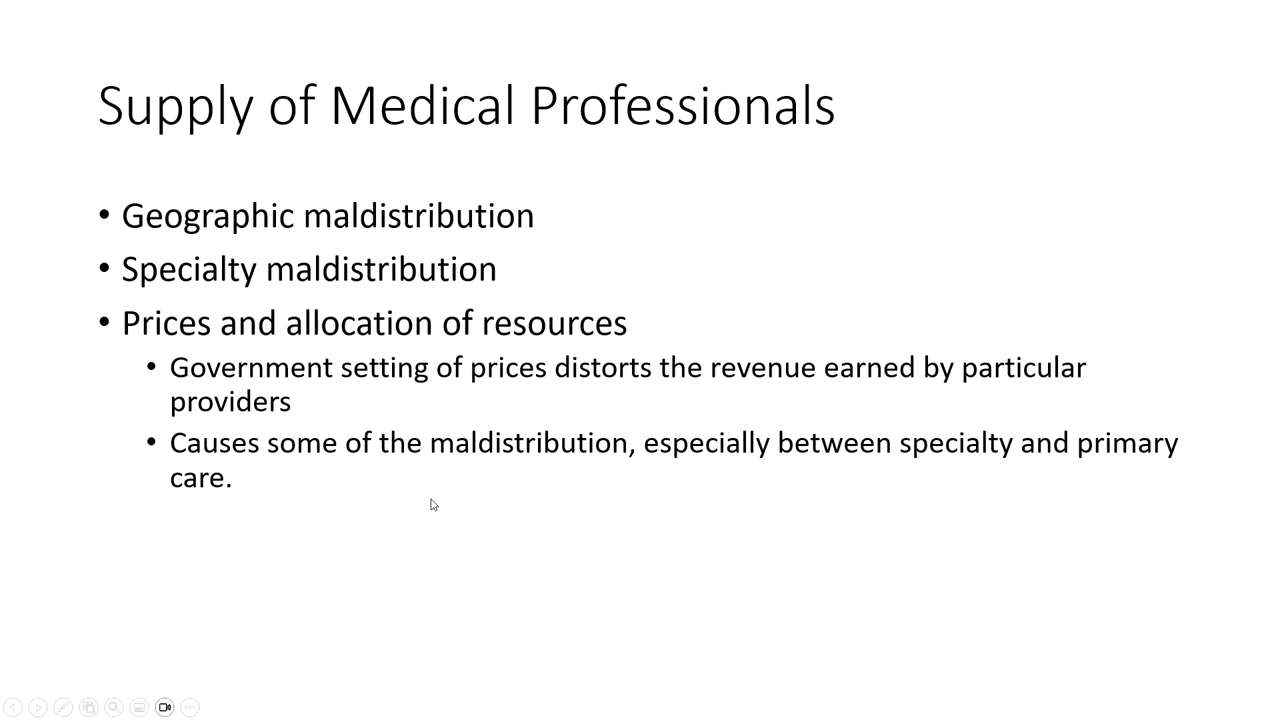 Supply of Medical Professionals
• Geographic maldistribution
• Specialty maldistribution
• Prices and allocation of resources
• Government setting of prices distorts the revenue earned by particular
providers
• Causes some of the maldistribution, especially between specialty and primary
care.